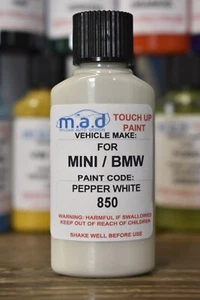 m.a.d
TOUCH UP
PAINT
VEHICLE MAKE:
FOR
MINI / BMW
PAINT CODE:
PEPPER WHITE
850
WARNING: HARMFUL IF SWALLOWED
KEEP OUT OF REACH OF CHILDREN
SHAKE WELL BEFORE USE